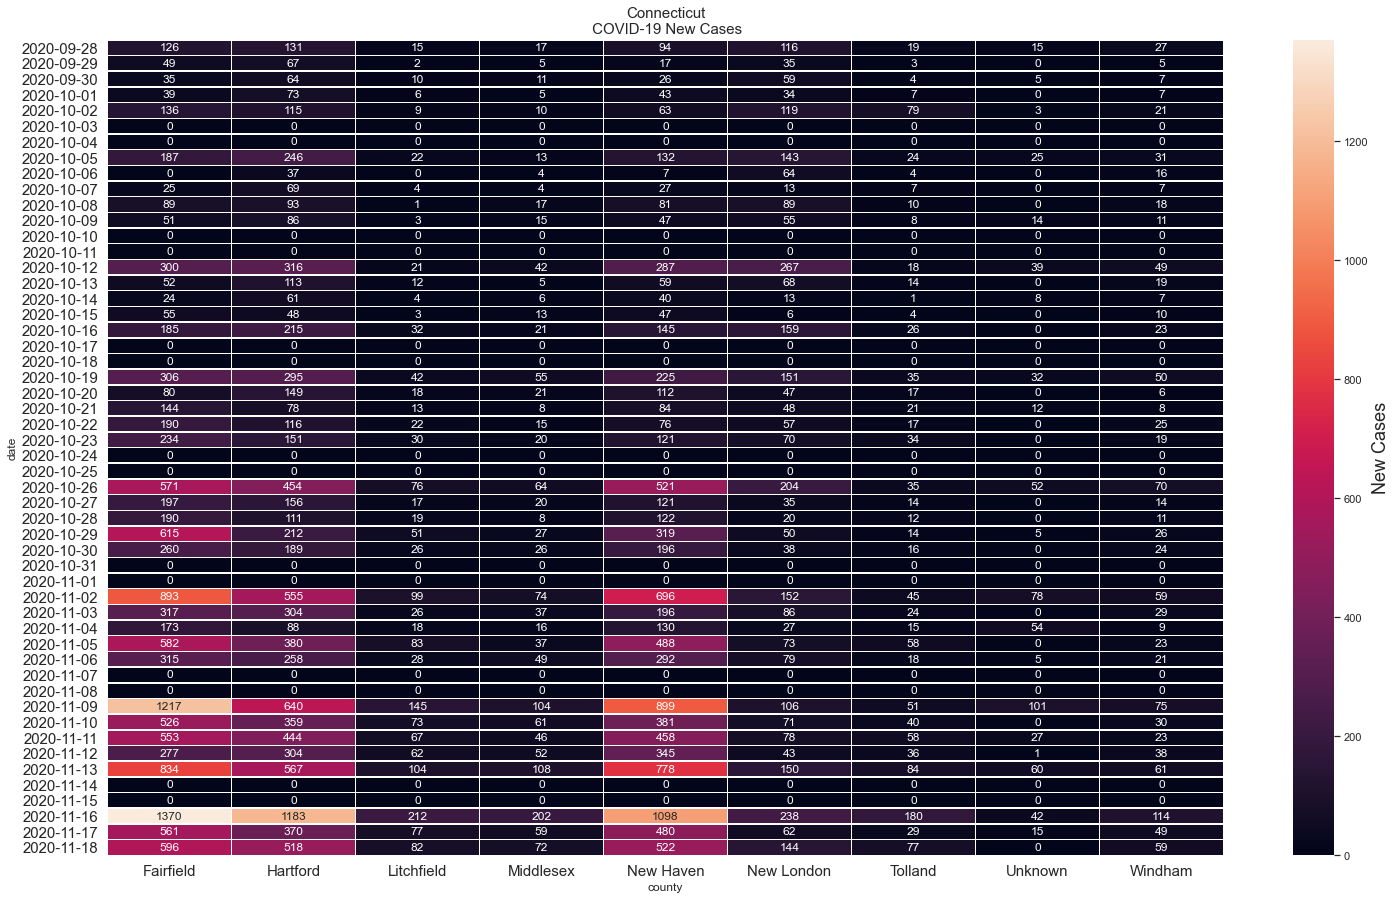 Connecticut
COVID-19 New Cases
2020-09-28 126 131 15 17 94 116 19 15 27
2020-09-29 49 67 2 5 17 35 3 0 5
2020-09-30 35 64 10 11 26 59 4 5 7
2020-10-01 39 73 6 5 43 34 7 0 7
2020-10-02 136 115 9 10 63 119 79 3 21
2020-10-03 0 0 0 0 0 0 0 0 0
2020-10-04 0 0 0 0 0 0 0 0 0
2020-10-05 187 246 22 13 132 143 24 25 31
2020-10-06 0 37 0 4 7 64 4 0 16
2020-10-07 25 69 4 4 27 13 7 0 7
2020-10-08 89 93 1 17 81 89 10 0 18
2020-10-09 51 86 3 15 47 55 8 14 11
2020-10-10 0 0 0 0 0 0 0 0 0
2020-10-11 0 0 0 0 0 0 0 0 0
2020-10-12 300 316 21 42 287 267 18 39 49
2020-10-13 52 113 12 5 59 68 14 0 19
2020-10-14 24 61 4 6 40 13 1 8 7
2020-10-15 55 48 3 13 47 6 4 0 10
2020-10-16 185 215 32 21 145 159 26 0 23
2020-10-17 0 0 0 0 0 0 0 0 0
2020-10-18 0 0 0 0 0 0 0 0 0
2020-10-19 306 295 42 55 225 151 35 32 50
2020-10-20 80 149 18 21 112 47 17 0 6
2020-10-21 144 78 13 8 84 48 21 12 8
2020-10-22 190 116 22 15 76 57 17 0 25
2020-10-23 234 151 30 20 121 70 34 0 19
2020-10-24 0 0 0 0 0 0 0 0 0
2020-10-25 0 0 0 0 0 0 0 0 0
2020-10-26 571 454 76 64 521 204 35 52 70
2020-10-27 197 156 17 20 121 35 14 0 14
2020-10-28 190 111 19 8 122 20 12 0 11
2020-10-29 615 212 51 27 319 50 14 5 26
2020-10-30 260 189 26 26 196 38 16 0 24
2020-10-31 0 0 0 0 0 0 0 0 0
2020-11-01 0 0 0 0 0 0 0 0 0
2020-11-02 893 555 99 74 696 152 45 78 59
2020-11-03 317 304 26 37 196 86 24 0 29
2020-11-04 173 88 18 16 130 27 15 54 9
2020-11-05 582 380 83 37 488 73 58 0 23
2020-11-06 315 258 28 49 292 79 18 5 21
2020-11-07 0 0 0 0 0 0 0 0 0
2020-11-08 0 0 0 0 0 0 0 0 0
2020-11-09 1217 640 145 104 899 106 51 101 75
2020-11-10 526 359 73 61 381 71 40 0 30
2020-11-11 553 444 67 46 458 78 58 27 23
2020-11-12 277 304 62 52 345 43 36 1 38
2020-11-13 834 567 104 108 778 150 84 60 61
2020-11-14 0 0 0 0 0 0 0 0 0
2020-11-15 0 0 0 0 0 0 0 0 0
2020-11-16 1370 1183 212 202 1098 238 180 42 114
2020-11-17 561 370 77 59 480 62 29 15 49
2020-11-18 596 518 82 72 522 144 77 0 59
Fairfield Hartford Litchfield Middlesex New Haven New London Tolland Unknown Windham
county
date
1200
1000
800
600
400
200
0
New Cases